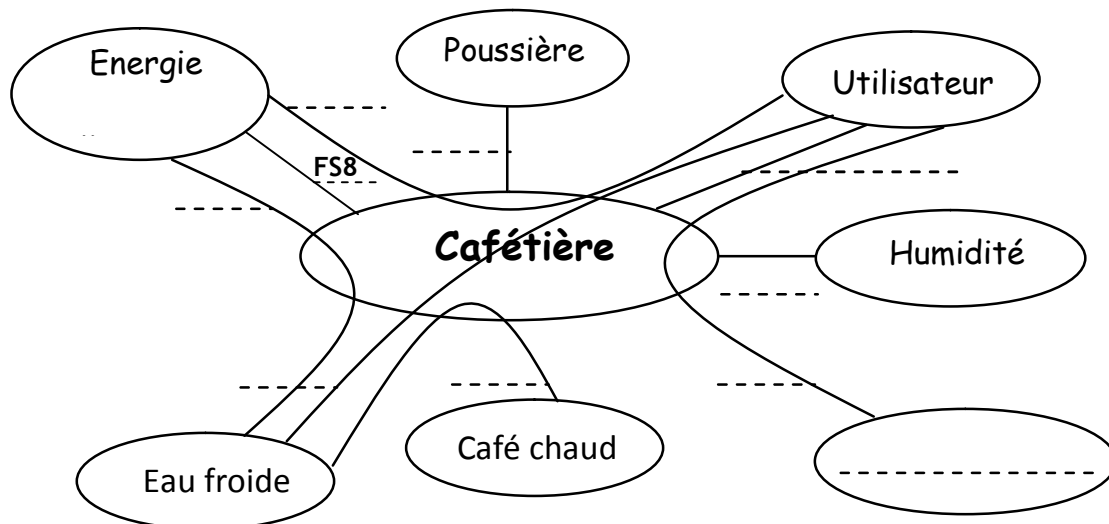 Energie
Poussière
Utilisateur
FS8
Cafétière
Humidité
Café chaud
Eau froide